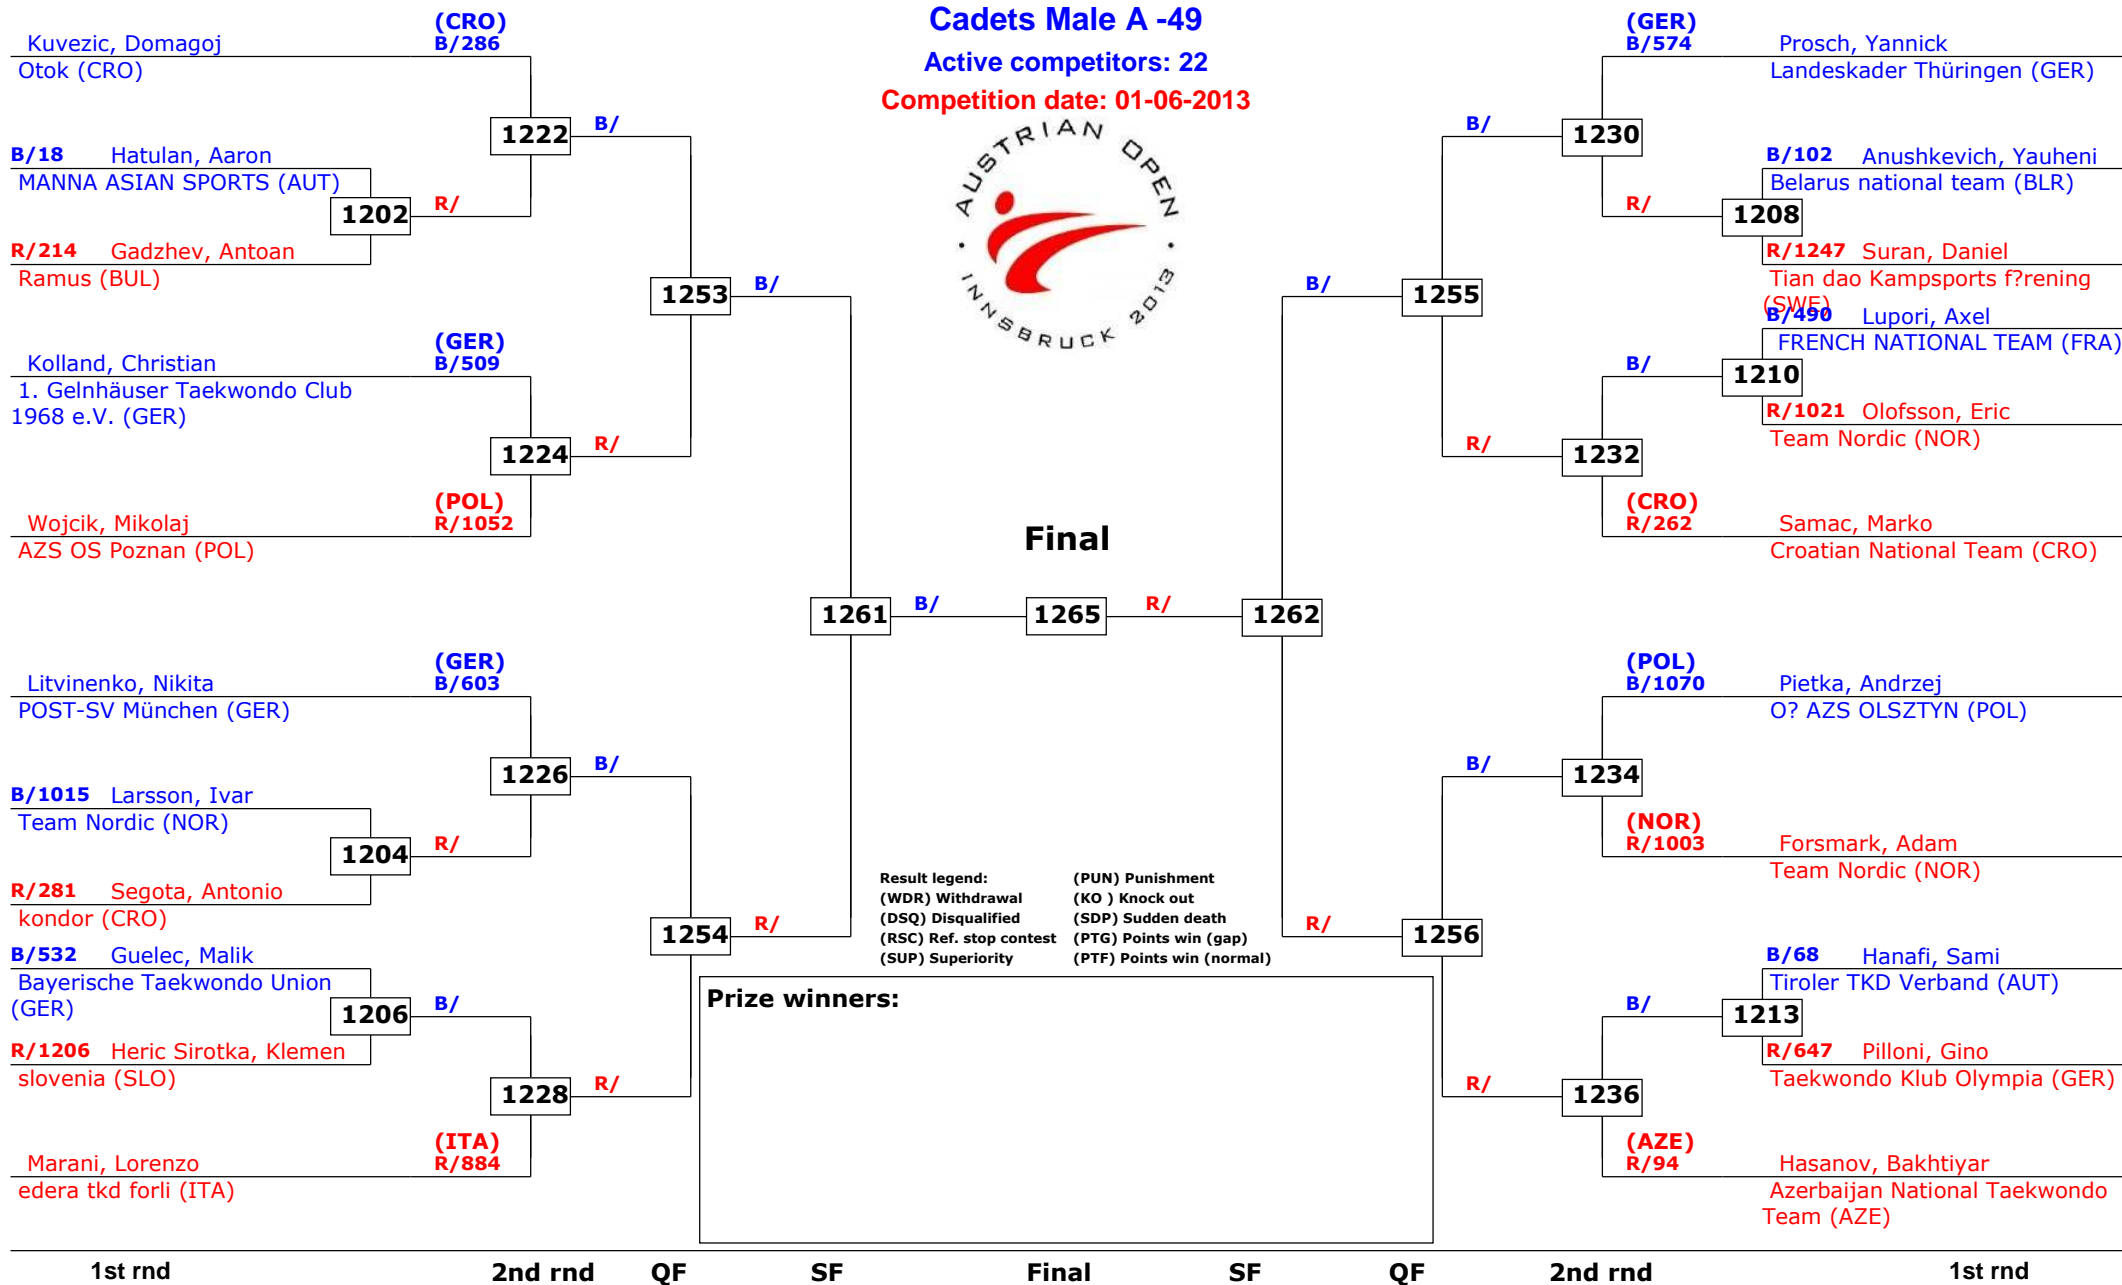 Cadets Male A -49
Active competitors: 22
Competition date: 01-06-2013
AUSTRIAN OPEN
· INNSBRUCK 2013 ·
(CRO)
Kuvezic, Domagoj B/286
Otok (CRO)
1222 B/
B/18 Hatulan, Aaron
MANNA ASIAN SPORTS (AUT)
1202 R/
R/214 Gadzhev, Antoan
Ramus (BUL)
1253 B/
(GER)
Kolland, Christian B/509
1. Gelnhäuser Taekwondo Club
1968 e.V. (GER)
1224 R/
(POL)
Wojcik, Mikolaj R/1052
AZS OS Poznan (POL)
1261 B/
(GER)
Litvinenko, Nikita B/603
POST-SV München (GER)
1226 B/
B/1015 Larsson, Ivar
Team Nordic (NOR)
1204 R/
R/281 Segota, Antonio
kondor (CRO)
1254 R/
B/532 Guelec, Malik
Bayerische Taekwondo Union
(GER)
1206 B/
R/1206 Heric Sirotka, Klemen
slovenia (SLO)
1228 R/
(ITA)
Marani, Lorenzo R/884
edera tkd forli (ITA)
Final
1265
(GER)
B/574 Prosch, Yannick
Landeskader Thüringen (GER)
B/ 1230
B/102 Anushkevich, Yauheni
Belarus national team (BLR)
R/ 1208
R/1247 Suran, Daniel
Tian dao Kampsports f?rening
(SWE)
B/ 1255
B/490 Lupori, Axel
FRENCH NATIONAL TEAM (FRA)
B/ 1210
R/1021 Olofsson, Eric
Team Nordic (NOR)
R/ 1232
(CRO)
R/262 Samac, Marko
Croatian National Team (CRO)
R/ 1262
(POL)
B/1070 Pietka, Andrzej
O? AZS OLSZTYN (POL)
B/ 1234
(NOR)
R/1003 Forsmark, Adam
Team Nordic (NOR)
R/ 1256
B/68 Hanafi, Sami
Tiroler TKD Verband (AUT)
B/ 1213
R/647 Pilloni, Gino
Taekwondo Klub Olympia (GER)
R/ 1236
(AZE)
R/94 Hasanov, Bakhtiyar
Azerbaijan National Taekwondo
Team (AZE)
Result legend: (PUN) Punishment
(WDR) Withdrawal (KO ) Knock out
(DSQ) Disqualified (SDP) Sudden death
(RSC) Ref. stop contest (PTG) Points win (gap)
(SUP) Superiority (PTF) Points win (normal)
Prize winners:
1st rnd 2nd rnd QF SF Final SF QF 2nd rnd 1st rnd